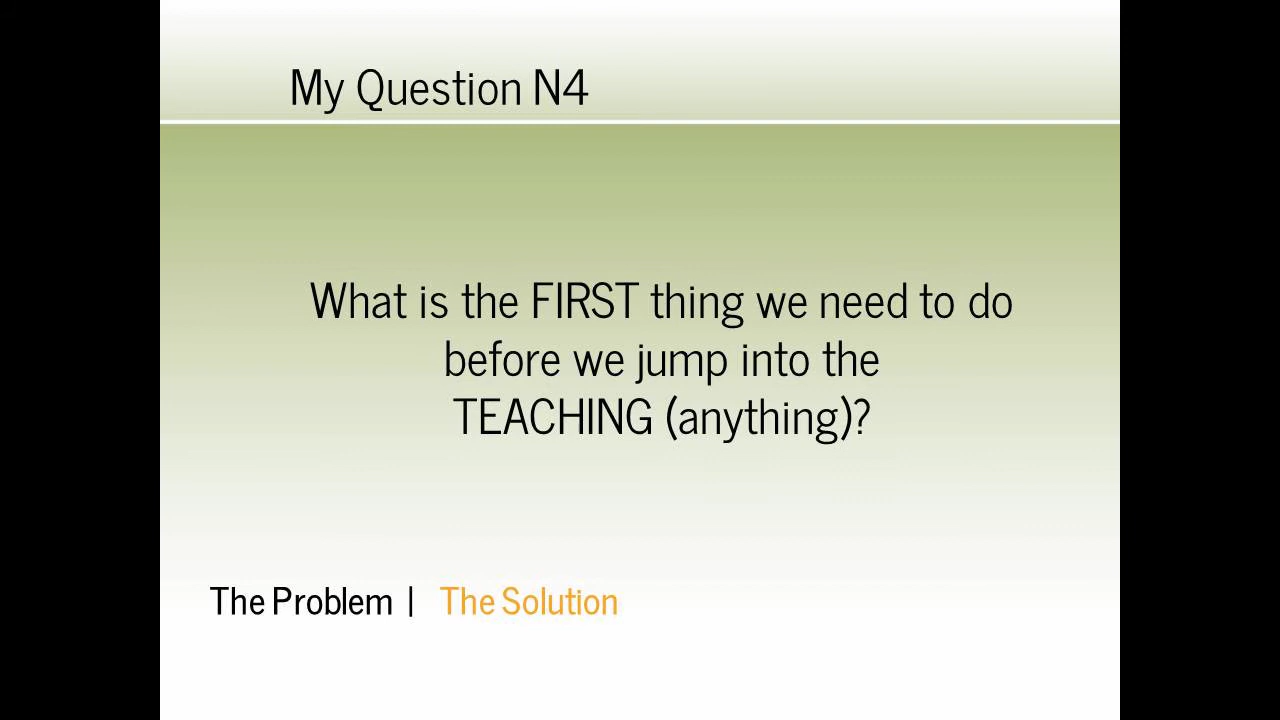 My Question N4
What is the FIRST thing we need to do
before we jump into the
TEACHING (anything)?
The Problem | The Solution